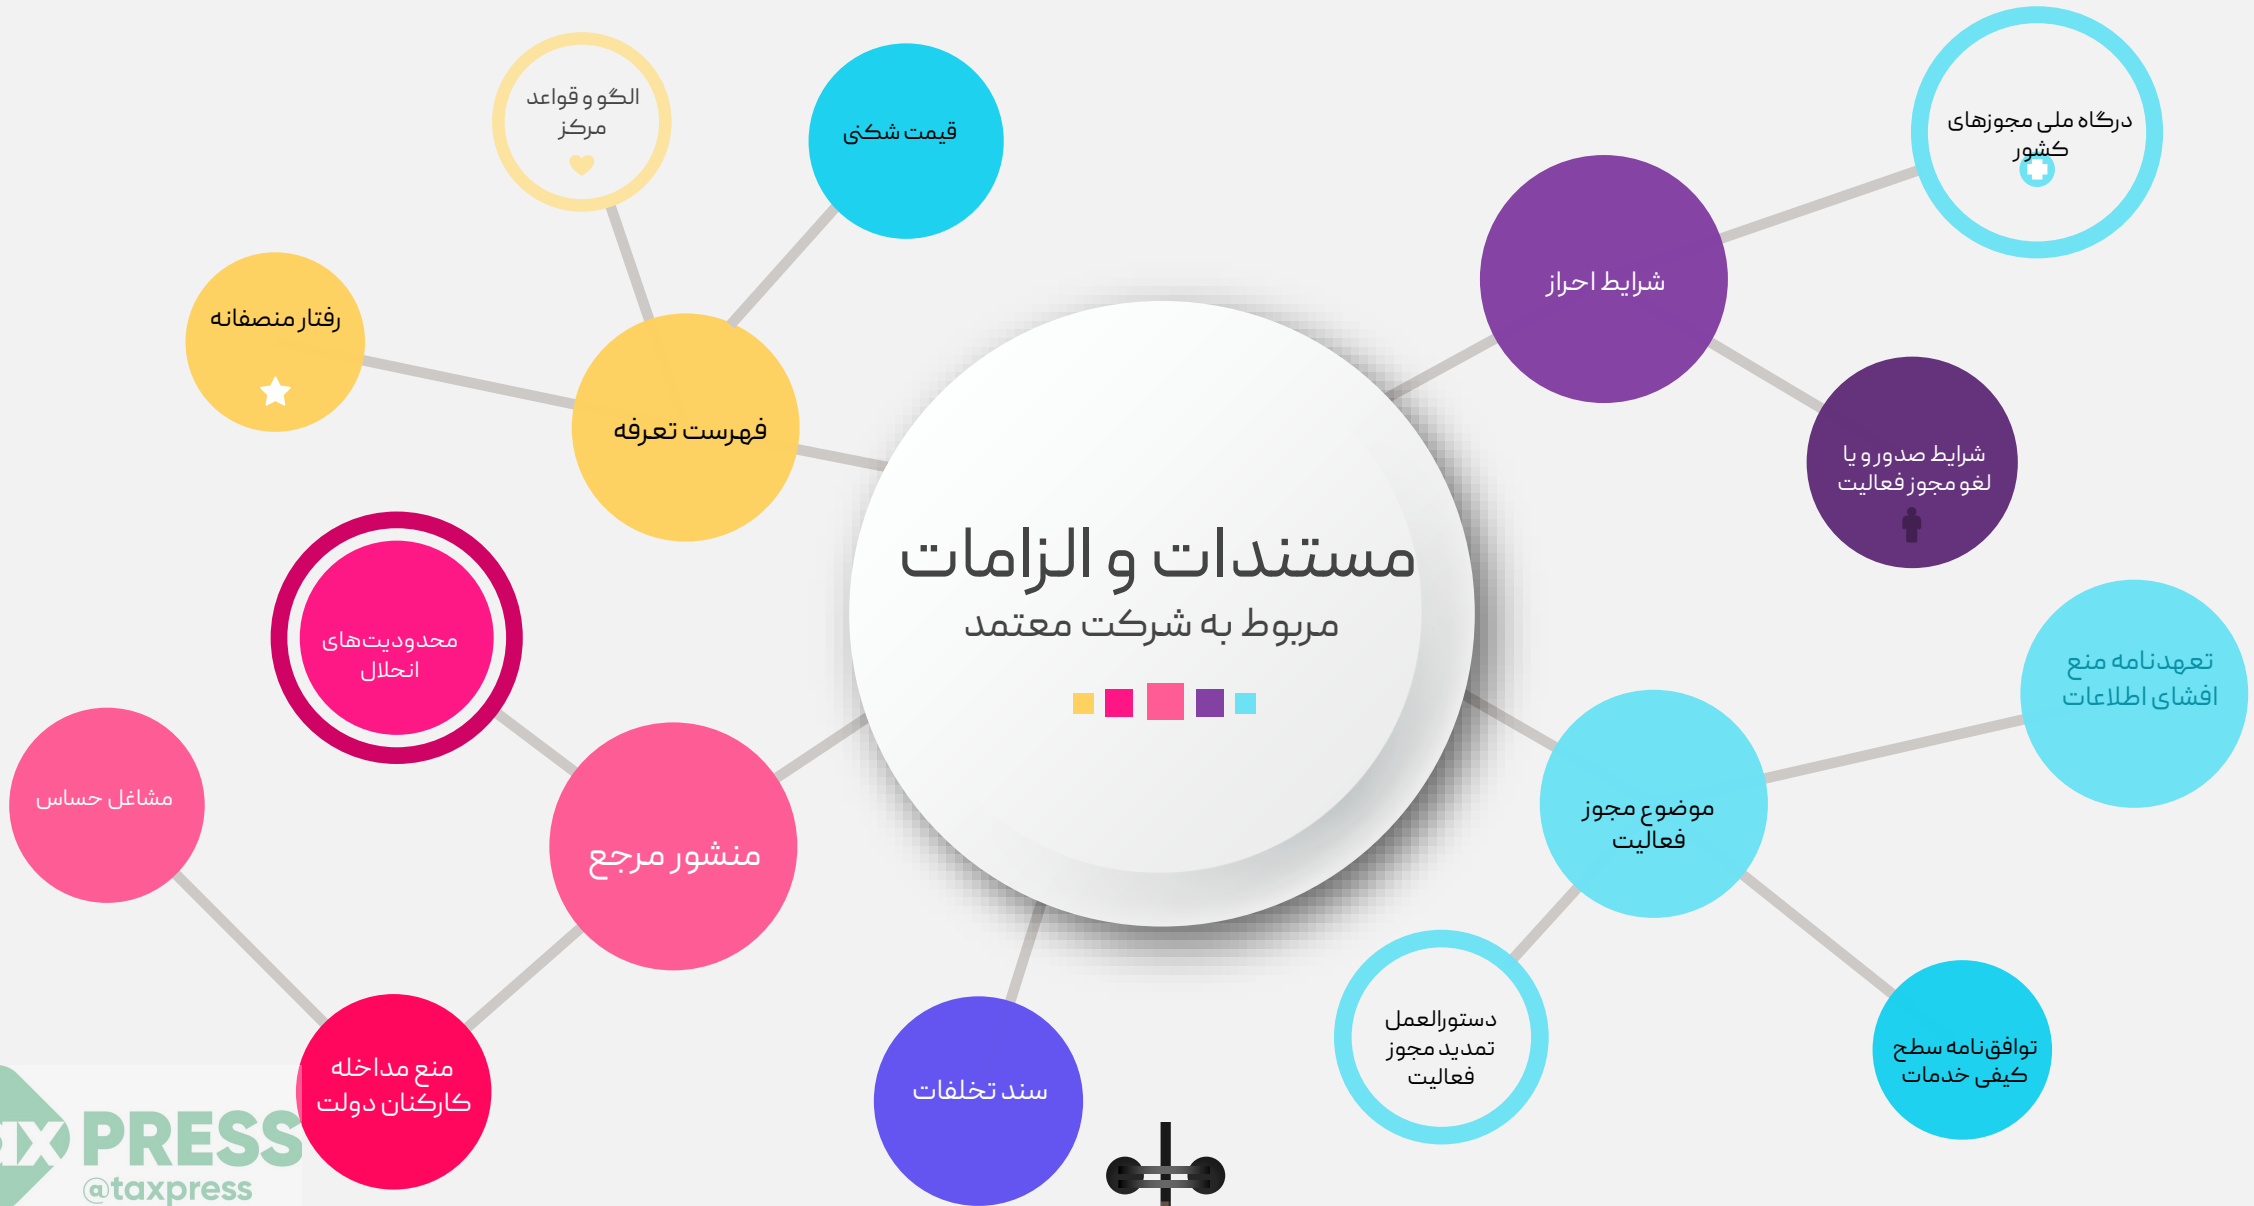 مستندات و الزامات
مربوط به شرکت معتمد
درگاه ملی مجوزهای
کشور
شرایط احراز
شرایط صدور و یا
لغو مجوز فعالیت
تعهدنامه منع
افشای اطلاعات
موضوع مجوز
فعالیت
توافق‌نامه سطح
کیفی خدمات
دستورالعمل
تمدید مجوز
فعالیت
سند تخلفات
قیمت شکنی
الگو و قواعد
مرکز
رفتار منصفانه
فهرست تعرفه
محدودیت‌های
انحلال
منشور مرجع
مشاغل حساس
منع مداخله
کارکنان دولت
ax PRESS
@taxpress